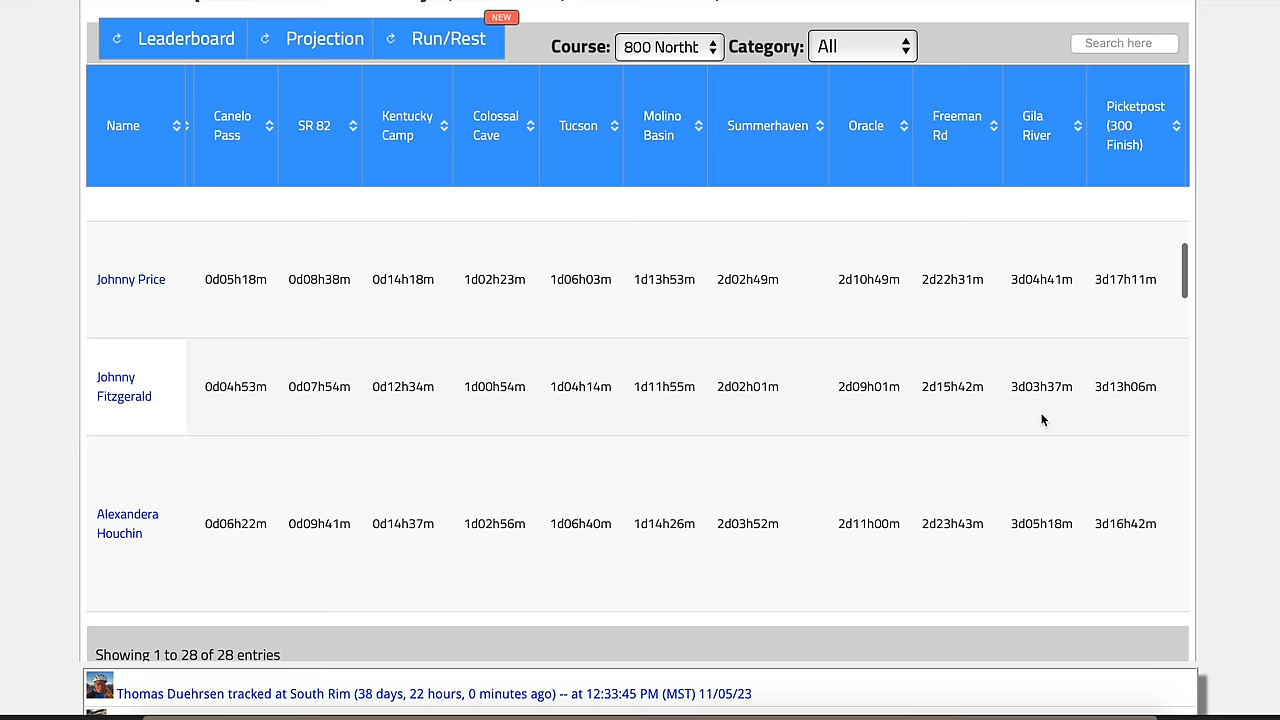 NEW
Leaderboard Projection Run/Rest Course: 800 Northb Category: All Search here
Name Canelo Pass SR 82 Kentucky Camp Colossal Cave Tucson Molino Basin Summerhaven Oracle Freeman Rd Gila River Picketpost (300 Finish)
Johnny Price 0d05h18m 0d08h38m 0d14h18m 1d02h23m 1d06h03m 1d13h53m 2d02h49m 2d10h49m 2d22h31m 3d04h41m 3d17h11m
Johnny Fitzgerald 0d04h53m 0d07h54m 0d12h34m 1d00h54m 1d04h14m 1d11h55m 2d02h01m 2d09h01m 2d15h42m 3d03h37m 3d13h06m
Alexandera Houchin 0d06h22m 0d09h41m 0d14h37m 1d02h56m 1d06h40m 1d14h26m 2d03h52m 2d11h00m 2d23h43m 3d05h18m 3d16h42m
Showing 1 to 28 of 28 entries
Thomas Duehrsen tracked at South Rim (38 days, 22 hours, 0 minutes ago) -- at 12:33:45 PM (MST) 11/05/23